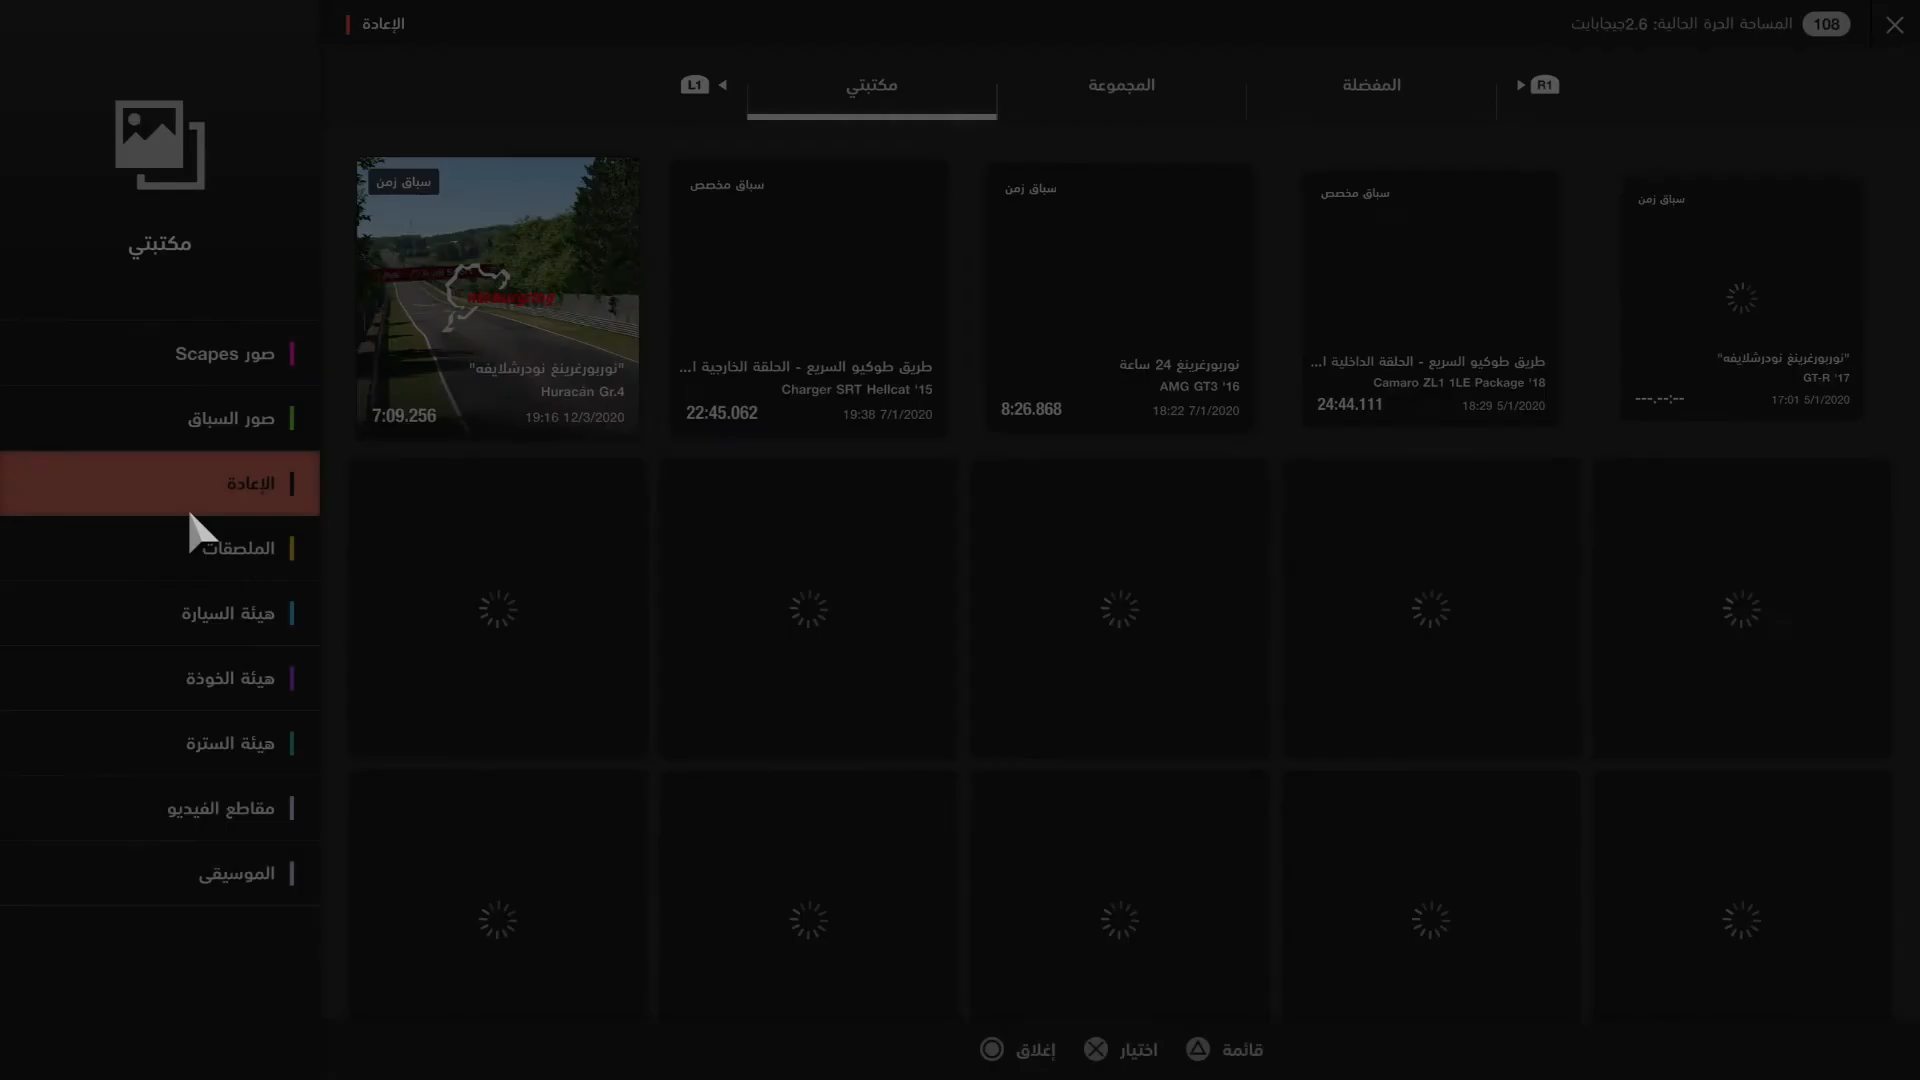 الإعادة
المساحة الحرة الحالية: 2.6جيجابايت
108
L1
مكتبتي
المجموعة
المفضلة
R1
مكتبتي
صور Scapes
صور السباق
الإعادة
الملصقات
هيئة السيارة
هيئة الخوذة
هيئة السترة
مقاطع الفيديو
الموسيقى
سباق زمن
Nürburgring
"نوربورغرينغ نودرشلايفه"
Huracán Gr.4
7:09.256
19:16 12/3/2020
سباق مخصص
طريق طوكيو السريع - الحلقة الخارجية ا...
Charger SRT Hellcat '15
22:45.062
19:38 7/1/2020
سباق زمن
نوربورغرينغ 24 ساعة
AMG GT3 '16
8:26.868
18:22 7/1/2020
سباق مخصص
طريق طوكيو السريع - الحلقة الداخلية ا...
Camaro ZL1 1LE Package '18
24:44.111
18:29 5/1/2020
سباق زمن
"نوربورغرينغ نودرشلايفه"
GT-R '17
---.--:--
17:01 5/1/2020
إغلاق
اختيار
قائمة